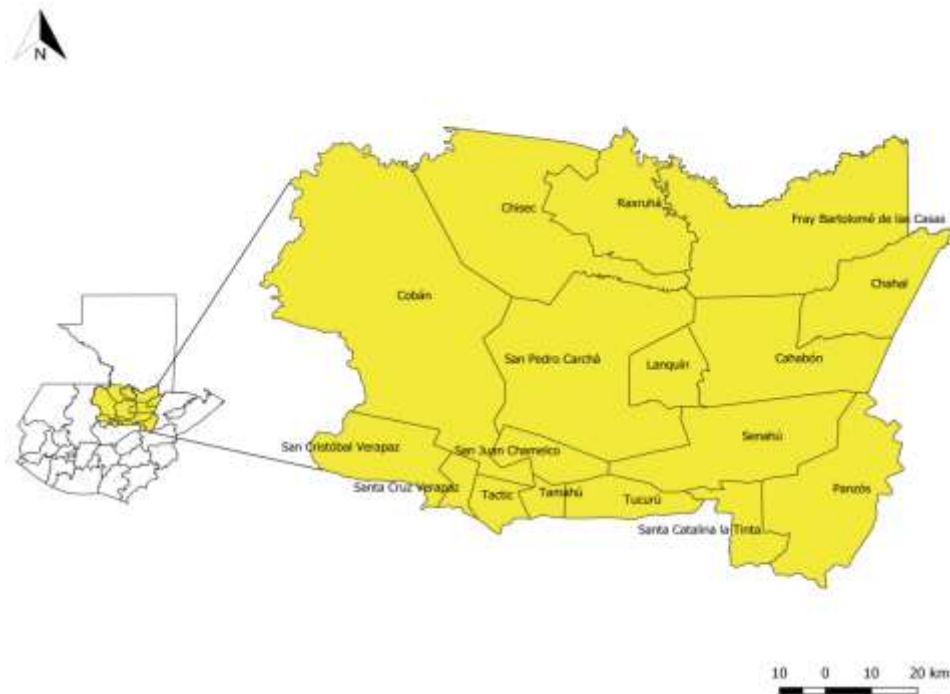 N
Chisec
Raxruhá
Fray Bartolomé de las Casas
Chahal
Cobán
San Pedro Carchá
Lanquín
Cahabón
San Cristóbal Verapaz
San Juan Chamelco
Senahú
Santa Cruz Verapaz
Tactic
Tamahú
Tucurú
Panzós
Santa Catalina la Tinta
10 0 10 20 km